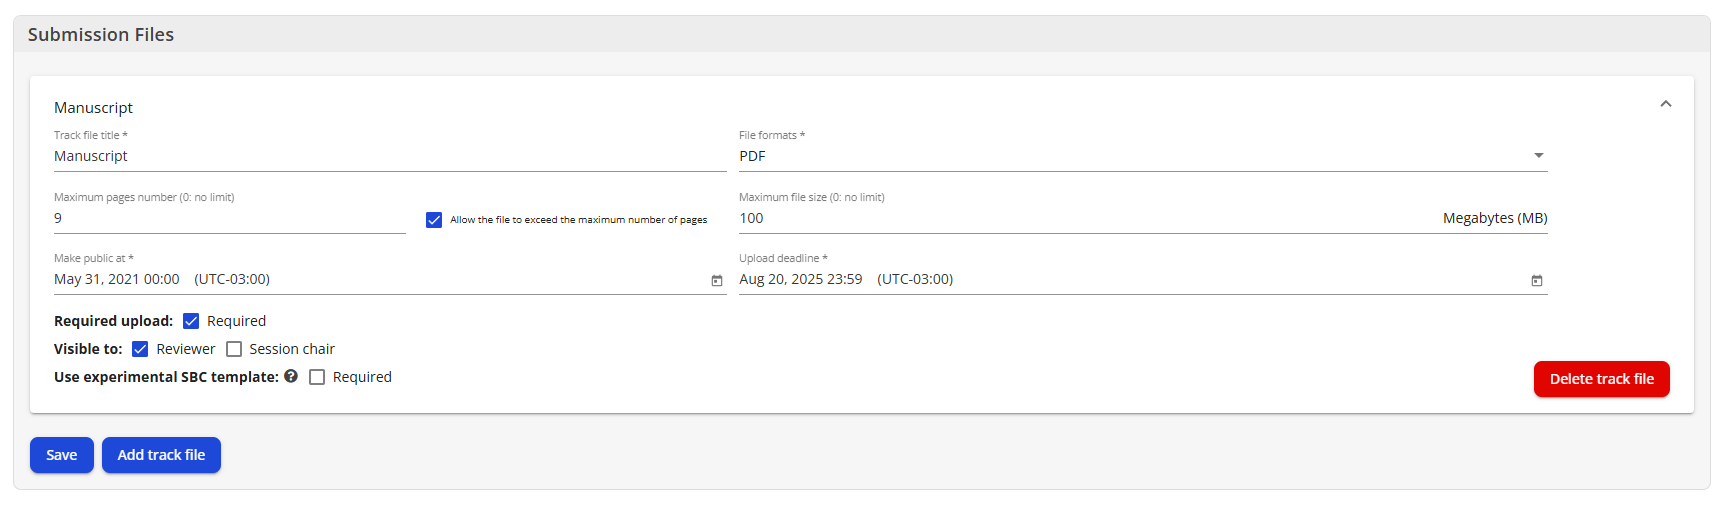 Submission Files
Manuscript
Track file title *
Manuscript
File formats *
PDF
Maximum pages number (0: no limit)
9
Allow the file to exceed the maximum number of pages
Maximum file size (0: no limit)
100 Megabytes (MB)
Make public at *
May 31, 2021 00:00 (UTC-03:00)
Upload deadline *
Aug 20, 2025 23:59 (UTC-03:00)
Required upload: Required
Visible to: Reviewer Session chair
Use experimental SBC template: ? Required
Delete track file
Save Add track file